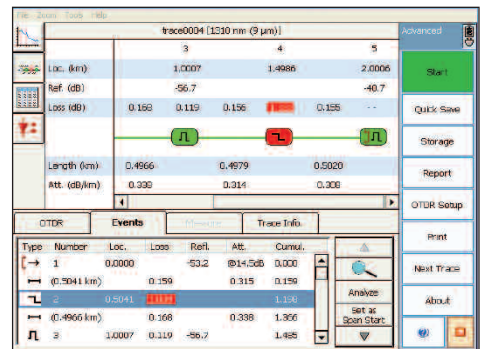 File Zoom Tools Help
trace0004 [1310 nm (9 µm)]
Advanced
3 4 5
Loc. (km) 1.0007 1.4986 2.0006
Ref. (dB) -56.7 -40.7
Loss (dB) 0.168 0.119 0.156 0.155 --
Length (km) 0.4966 0.4979 0.5020
Att. (dB/km) 0.338 0.314 0.308
OTDR Events Measure Trace Info.
Type Number Loc. Loss Refl. Att. Cumul.
1 0.0000 -53.2 @14.5dB 0.000
(0.5041 km) 0.159 0.315 0.159
2 0.5041 1.198
(0.4966 km) 0.168 0.338 1.366
3 1.0007 0.119 -56.7 1.485
Analyze
Set as
Span Start
Start
Quick Save
Storage
Report
OTDR Setup
Print
Next Trace
About